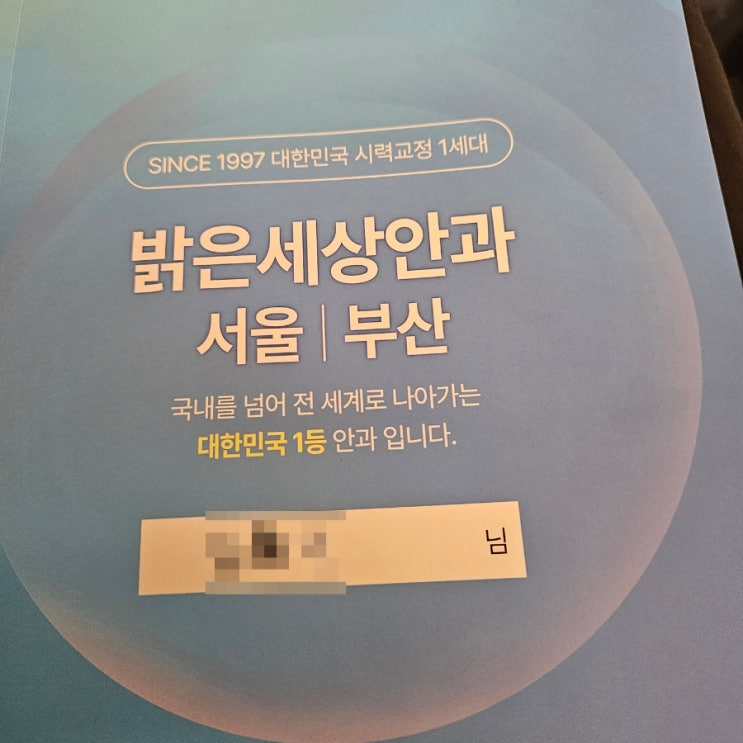 SINCE 1997 대한민국 시력교정 1세대
밝은세상안과
서울 | 부산
국내를 넘어 전 세계로 나아가는
대한민국 1등 안과 입니다.
님